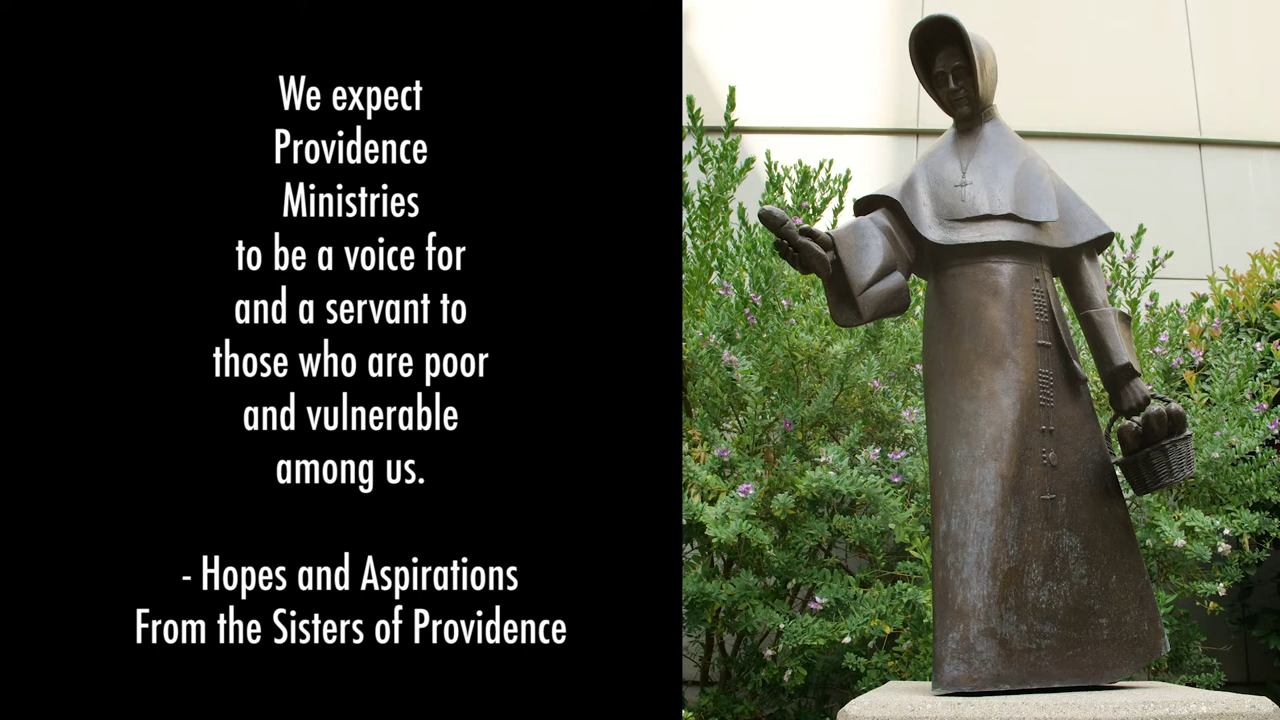 We expect
Providence
Ministries
to be a voice for
and a servant to
those who are poor
and vulnerable
among us.
- Hopes and Aspirations
From the Sisters of Providence